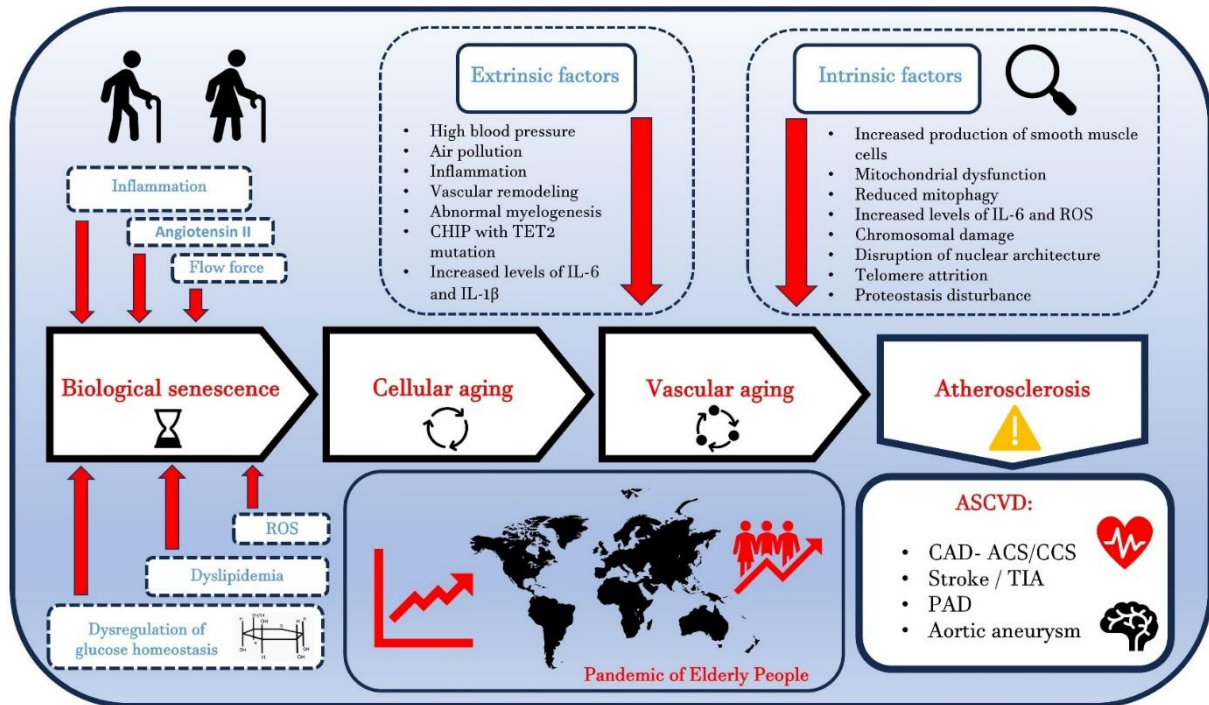 Extrinsic factors
• High blood pressure
• Air pollution
• Inflammation
• Vascular remodeling
• Abnormal myelogenesis
• CHIP with TET2
mutation
• Increased levels of IL-6
and IL-1β
Intrinsic factors
• Increased production of smooth muscle
cells
• Mitochondrial dysfunction
• Reduced mitophagy
• Increased levels of IL-6 and ROS
• Chromosomal damage
• Disruption of nuclear architecture
• Telomere attrition
• Proteostasis disturbance
Inflammation
Angiotensin II
Flow force
Biological senescence
Cellular aging
Vascular aging
Atherosclerosis
ROS
Dyslipidemia
Dysregulation of
glucose homeostasis
Pandemic of Elderly People
ASCVD:
• CAD- ACS/CCS
• Stroke / TIA
• PAD
• Aortic aneurysm